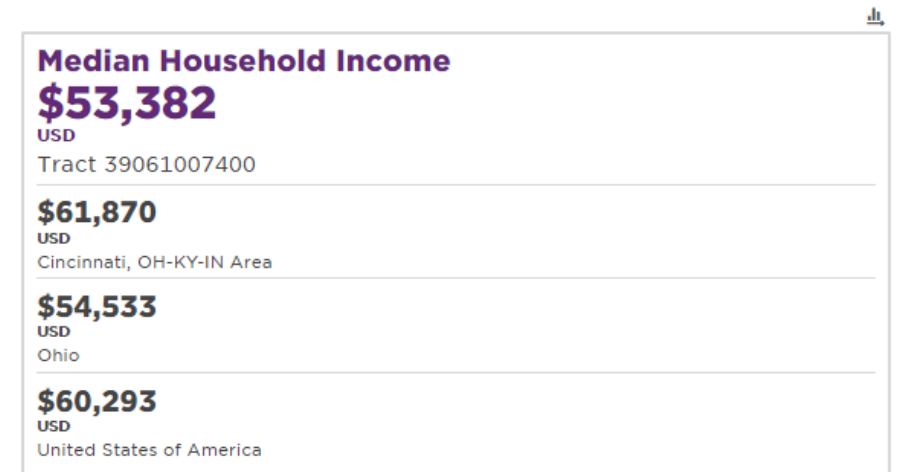 Median Household Income
$53,382
USD
Tract 39061007400
$61,870
USD
Cincinnati, OH-KY-IN Area
$54,533
USD
Ohio
$60,293
USD
United States of America